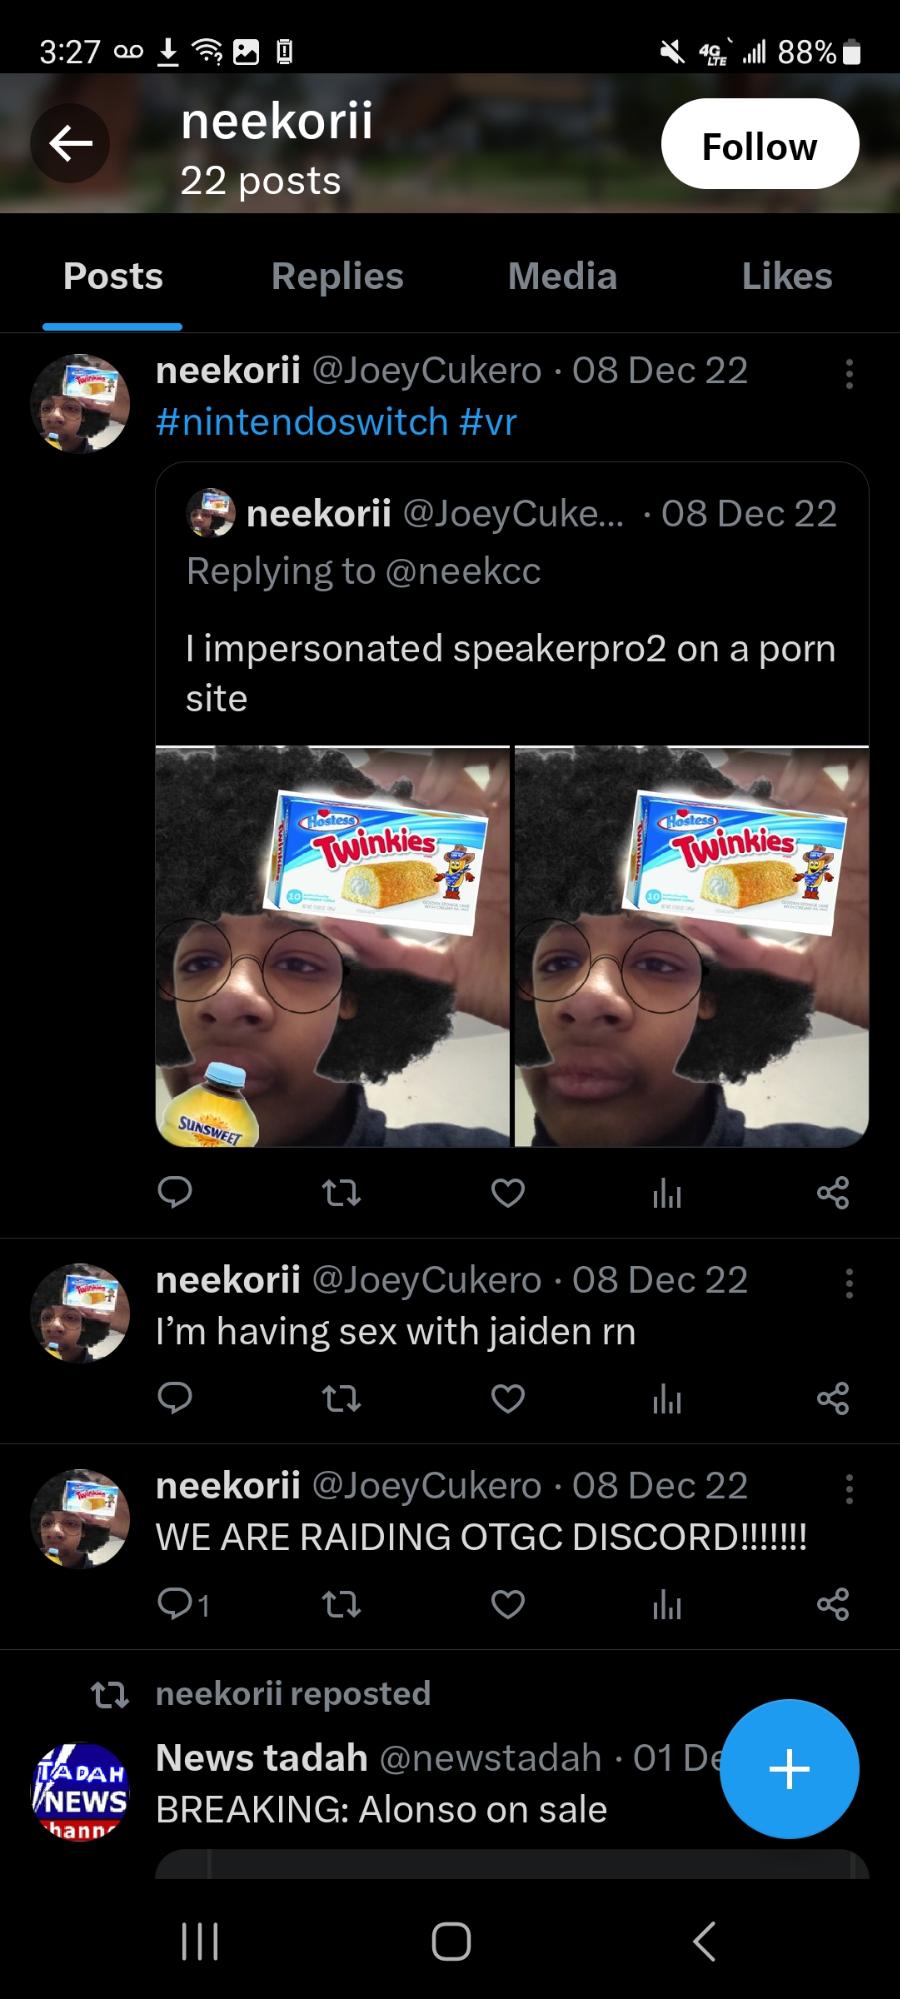 3:27
4G LTE 88%
neekorii
22 posts
Follow
Posts Replies Media Likes
neekorii @JoeyCukero · 08 Dec 22
#nintendoswitch #vr
neekorii @JoeyCuke... · 08 Dec 22
Replying to @neekcc
I impersonated speakerpro2 on a porn
site
Hostess Hostess
Twinkies Twinkies
10 10
SUNSWEET
neekorii @JoeyCukero · 08 Dec 22
I'm having sex with jaiden rn
neekorii @JoeyCukero · 08 Dec 22
WE ARE RAIDING OTGC DISCORD!!!!!!!
1
neekorii reposted
News tadah @newstadah · 01 De
BREAKING: Alonso on sale
TADAH
NEWS
hann